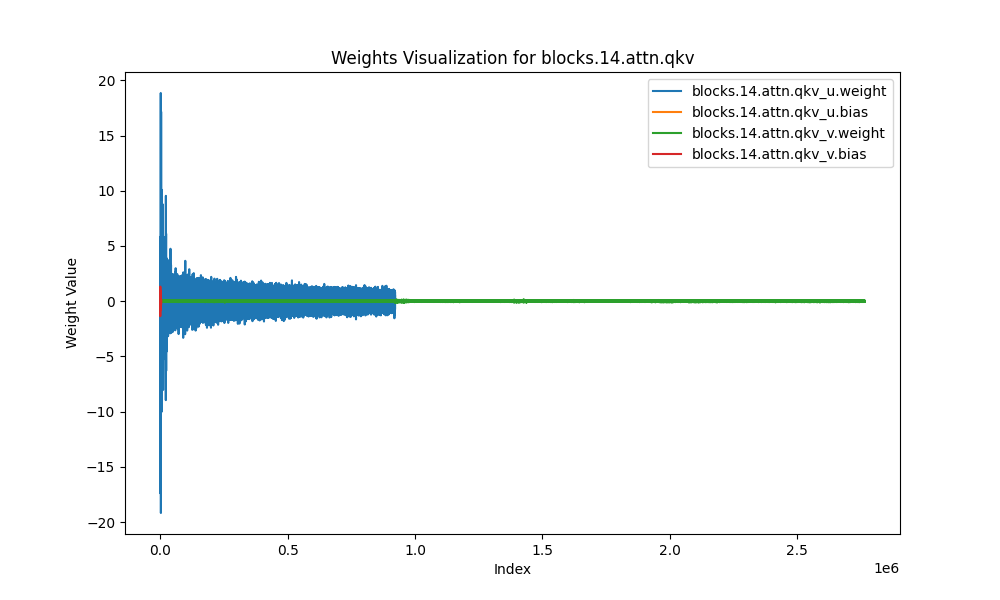 Weights Visualization for blocks.14.attn.qkv
blocks.14.attn.qkv_u.weight
blocks.14.attn.qkv_u.bias
blocks.14.attn.qkv_v.weight
blocks.14.attn.qkv_v.bias
Weight Value
20
15
10
5
0
−5
−10
−15
−20
0.0 0.5 1.0 1.5 2.0 2.5
1e6
Index